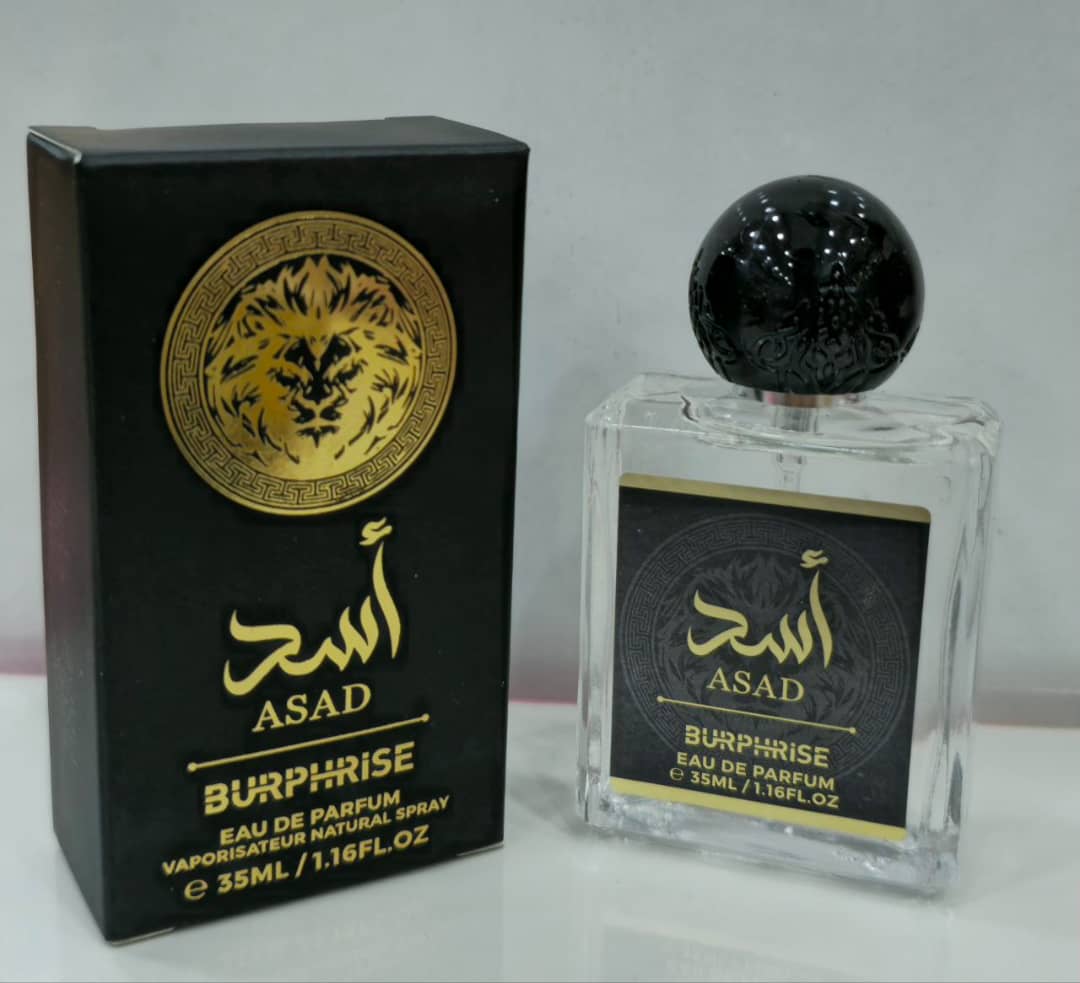 أسد
ASAD
BURPHRiSE
EAU DE PARFUM
VAPORISATEUR NATURAL SPRAY
℮ 35ML / 1.16FL.OZ
أسد
ASAD
BURPHRiSE
EAU DE PARFUM
℮ 35ML / 1.16FL.OZ